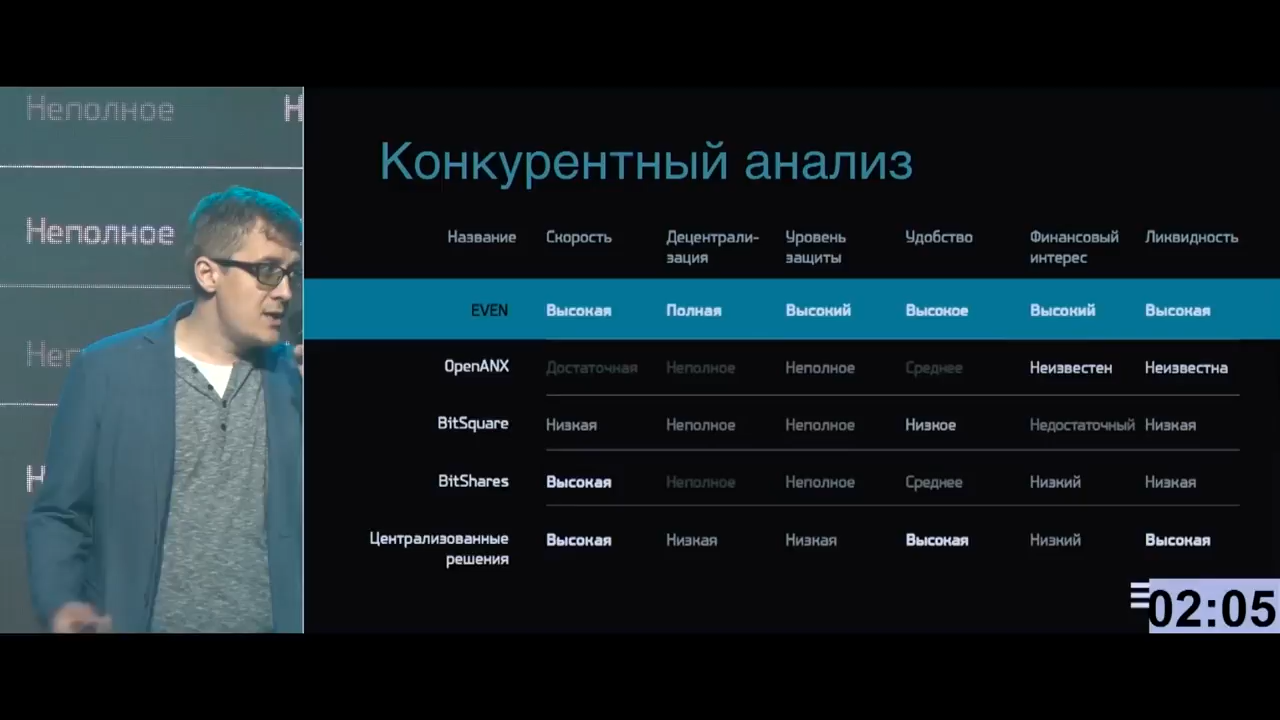 Неполное
Н
Неполное
Не
Н
Конкурентный анализ
Название Скорость Децентрали- Уровень Удобство Финансовый Ликвидность
зация защиты интерес
EVEN Высокая Полная Высокий Высокое Высокий Высокая
OpenANX Достаточная Неполное Неполное Среднее Неизвестен Неизвестна
BitSquare Низкая Неполное Неполное Низкое Недостаточный Низкая
BitShares Высокая Неполное Неполное Среднее Низкий Низкая
Централизованные Высокая Низкая Низкая Высокая Низкий Высокая
решения
02:05